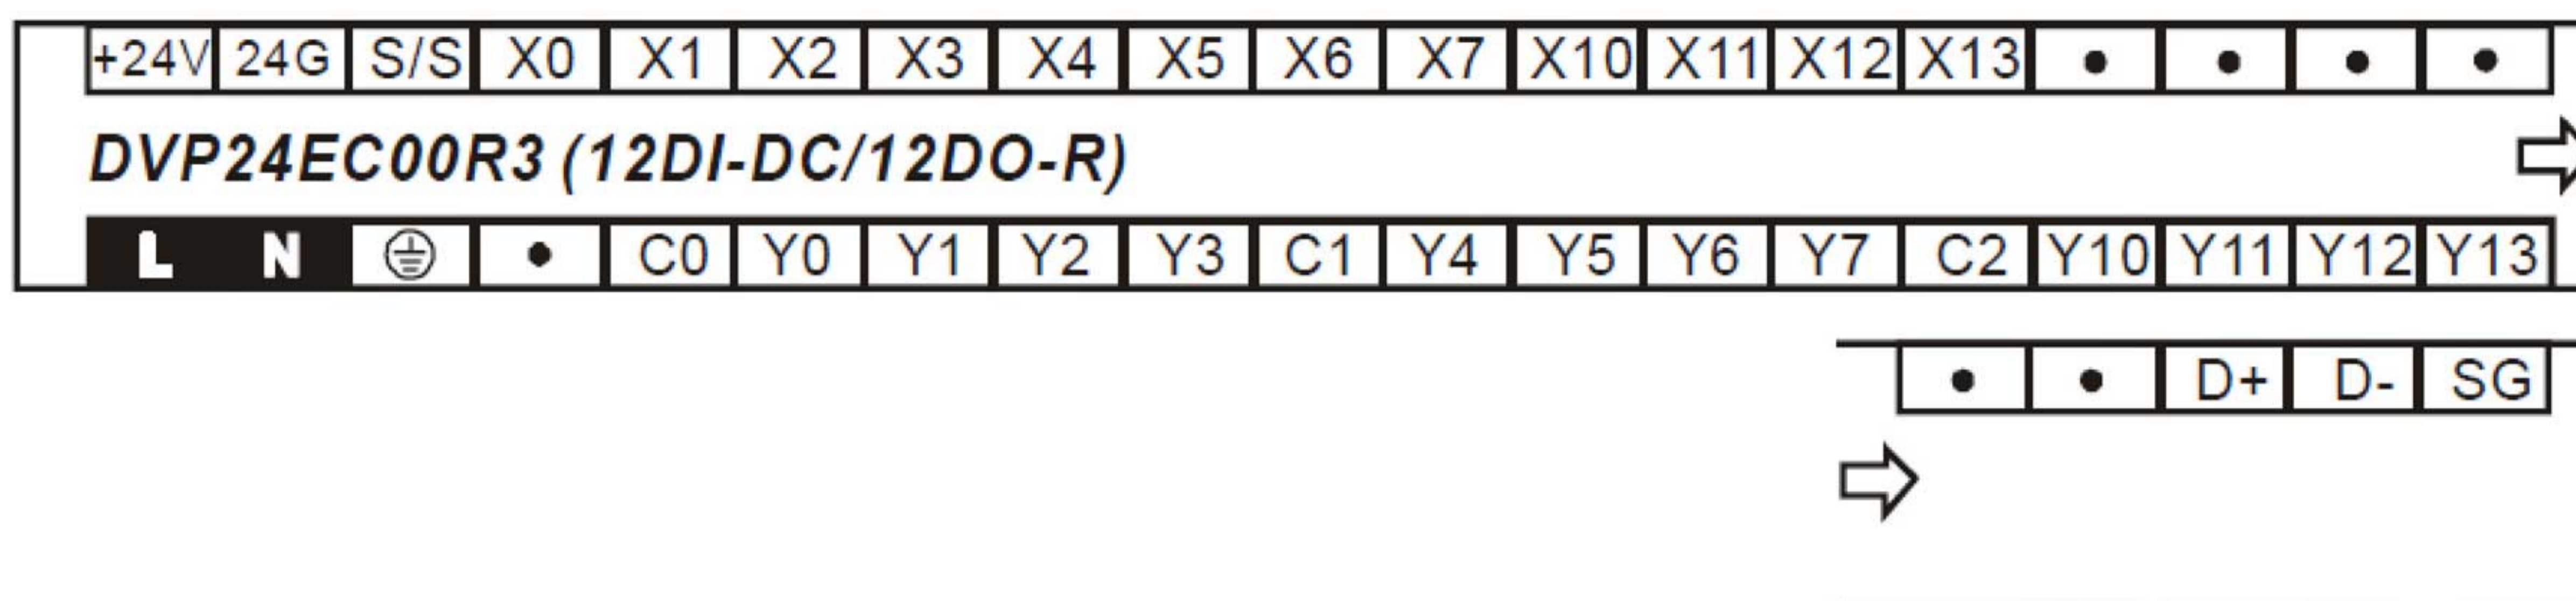 +24V 24G S/S X0 X1 X2 X3 X4 X5 X6 X7 X10 X11 X12 X13 • • • •
DVP24EC00R3 (12DI-DC/12DO-R)
L N ⏚ • C0 Y0 Y1 Y2 Y3 C1 Y4 Y5 Y6 Y7 C2 Y10 Y11 Y12 Y13
• • D+ D- SG